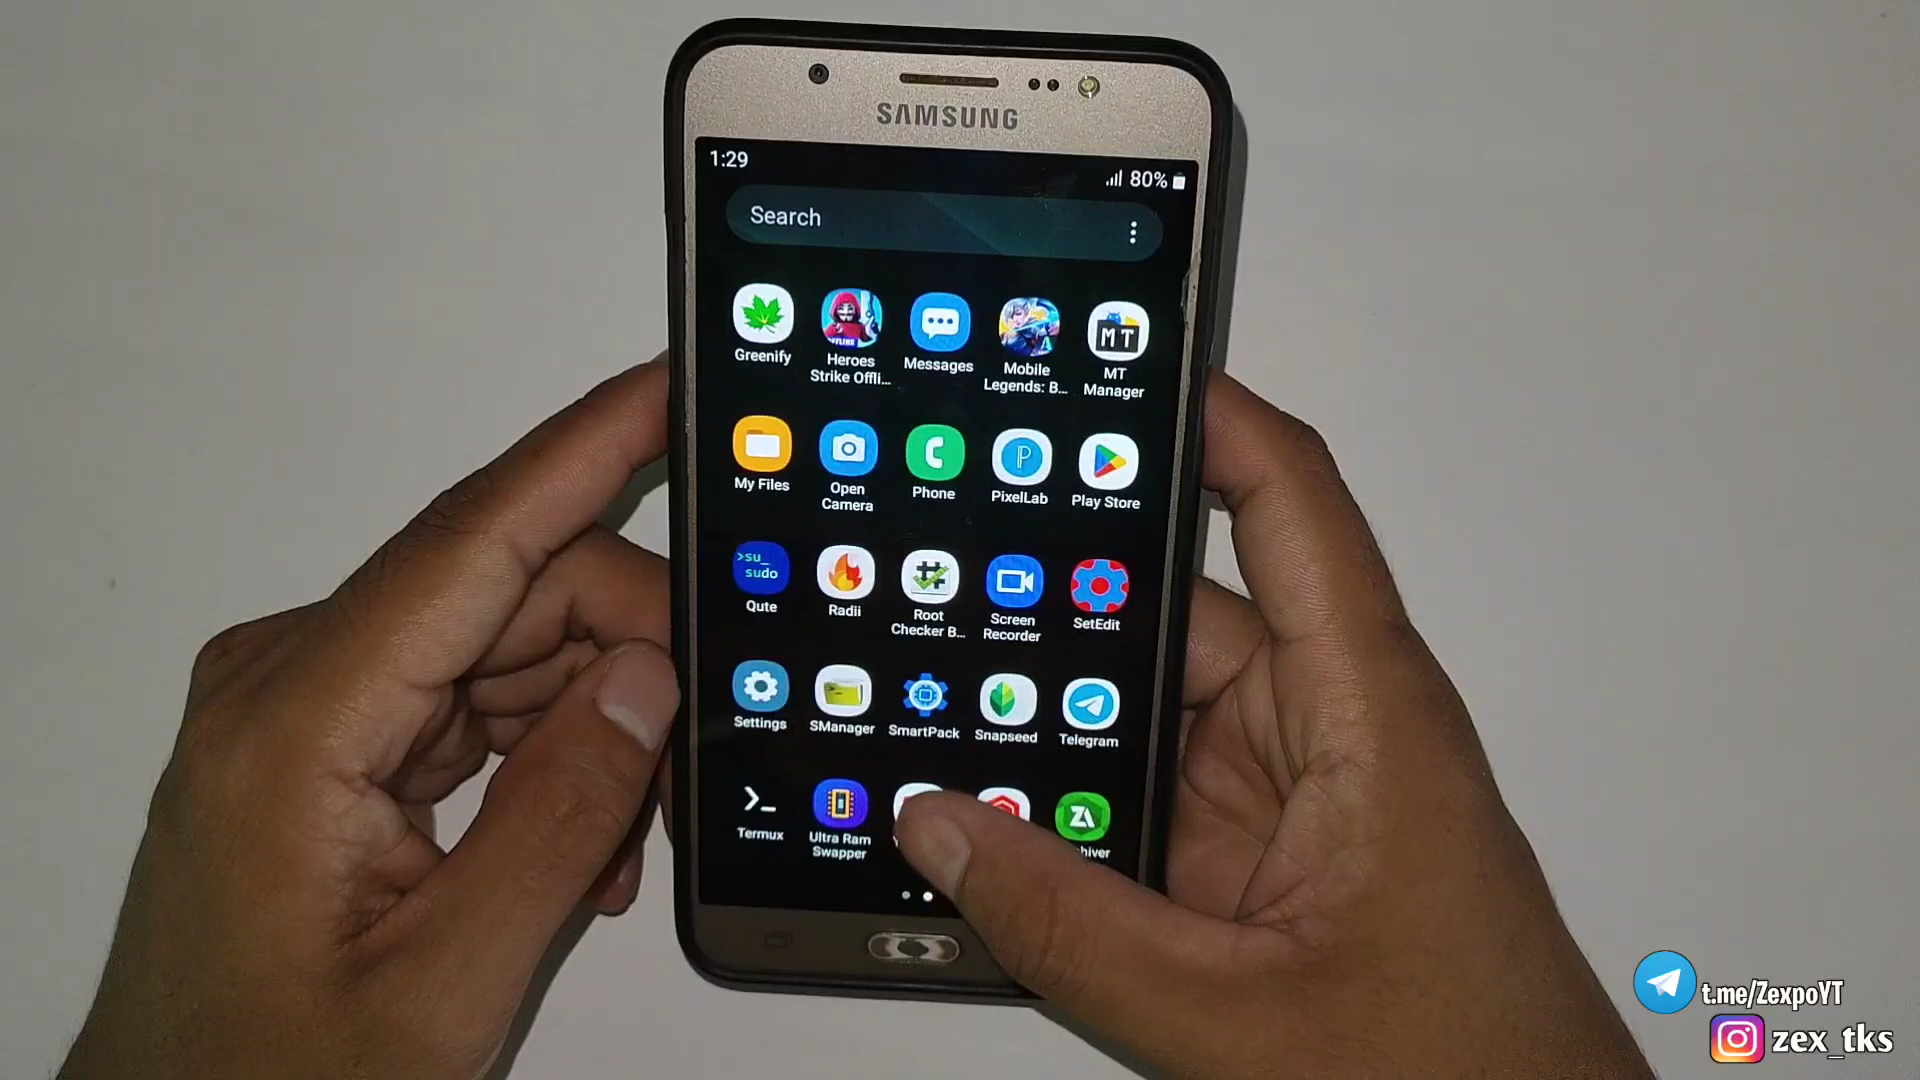 SAMSUNG
1:29
80%
Search
Greenify
Heroes
Strike Offli...
Messages
Mobile
Legends: B...
MT
MT
Manager
My Files
Open
Camera
Phone
PixelLab
Play Store
>su_
sudo
Qute
Radii
Root
Checker B...
Screen
Recorder
SetEdit
Settings
SManager
SmartPack
Snapseed
Telegram
Termux
Ultra Ram
Swapper
hiver
t.me/ZexpoYT
zex_tks